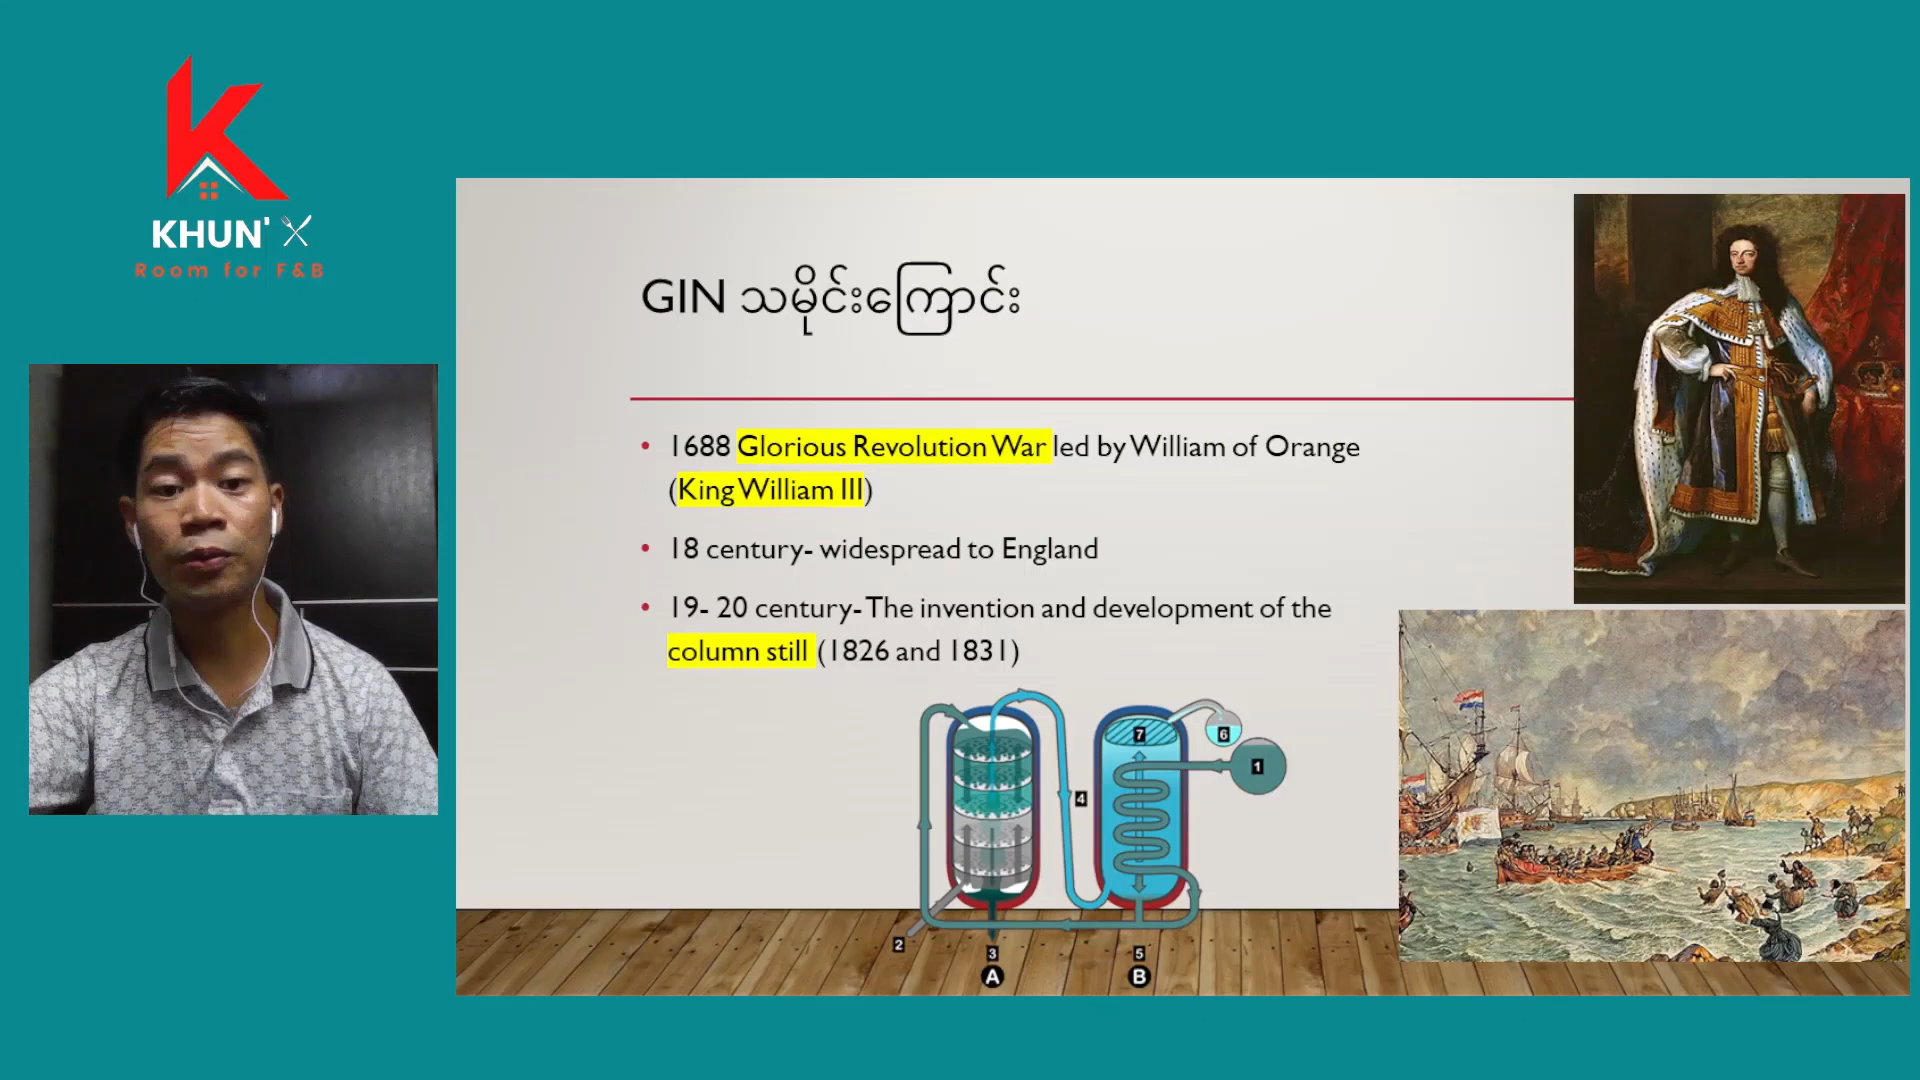 KHUN'
Room for F&B
GIN သမိုင်းကြောင်း
• 1688 Glorious Revolution War led by William of Orange
(King William III)
• 18 century- widespread to England
• 19- 20 century- The invention and development of the
column still (1826 and 1831)
7
6
1
4
2
3
5
A
B